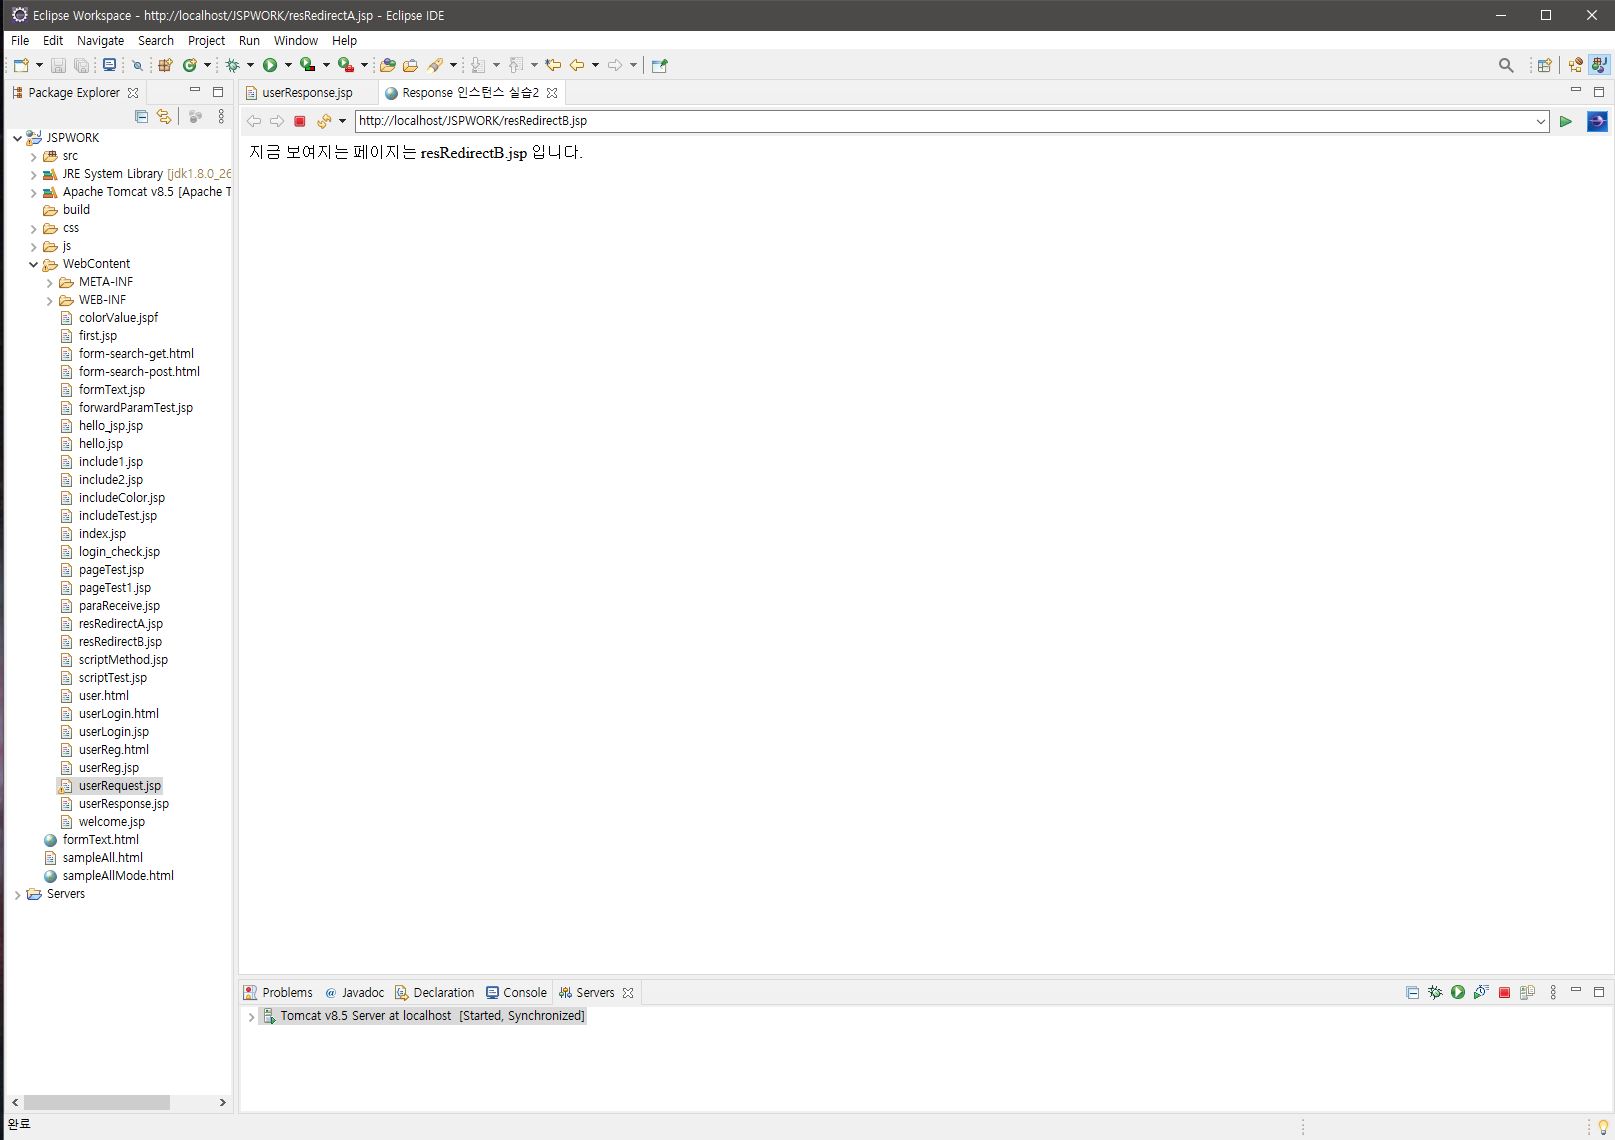 Eclipse Workspace - http://localhost/JSPWORK/resRedirectA.jsp - Eclipse IDE
File Edit Navigate Search Project Run Window Help
Package Explorer
userResponse.jsp
Response 인스턴스 실습2
http://localhost/JSPWORK/resRedirectB.jsp
지금 보여지는 페이지는 resRedirectB.jsp 입니다.
JSPWORK
src
JRE System Library [jdk1.8.0_26
Apache Tomcat v8.5 [Apache T
build
css
js
WebContent
META-INF
WEB-INF
colorValue.jspf
first.jsp
form-search-get.html
form-search-post.html
formText.jsp
forwardParamTest.jsp
hello_jsp.jsp
hello.jsp
include1.jsp
include2.jsp
includeColor.jsp
includeTest.jsp
index.jsp
login_check.jsp
pageTest.jsp
pageTest1.jsp
paraReceive.jsp
resRedirectA.jsp
resRedirectB.jsp
scriptMethod.jsp
scriptTest.jsp
user.html
userLogin.html
userLogin.jsp
userReg.html
userReg.jsp
userRequest.jsp
userResponse.jsp
welcome.jsp
formText.html
sampleAll.html
sampleAllMode.html
Servers
Problems @ Javadoc Declaration Console Servers
Tomcat v8.5 Server at localhost [Started, Synchronized]
완료